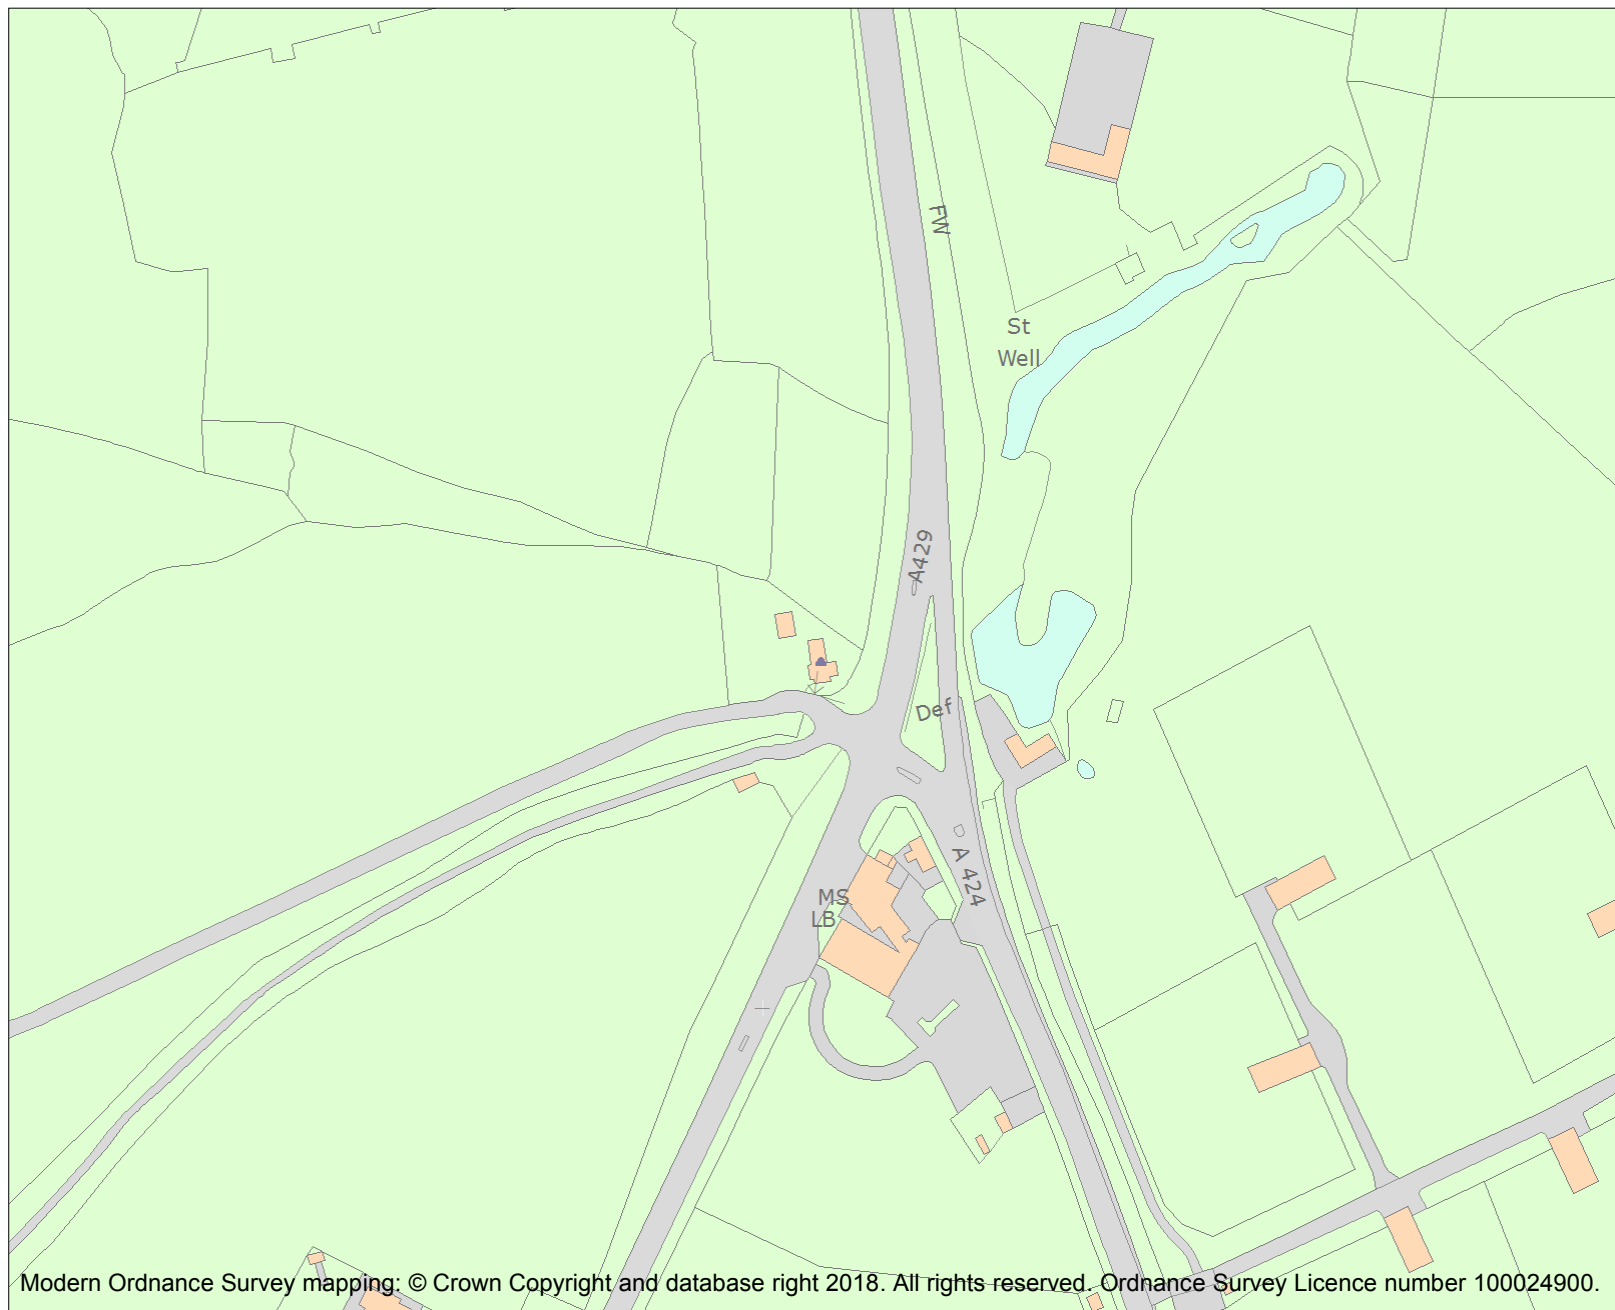 FW
St
Well
A429
Def
A 424
MS
LB
Modern Ordnance Survey mapping: © Crown Copyright and database right 2018. All rights reserved. Ordnance Survey Licence number 100024900.